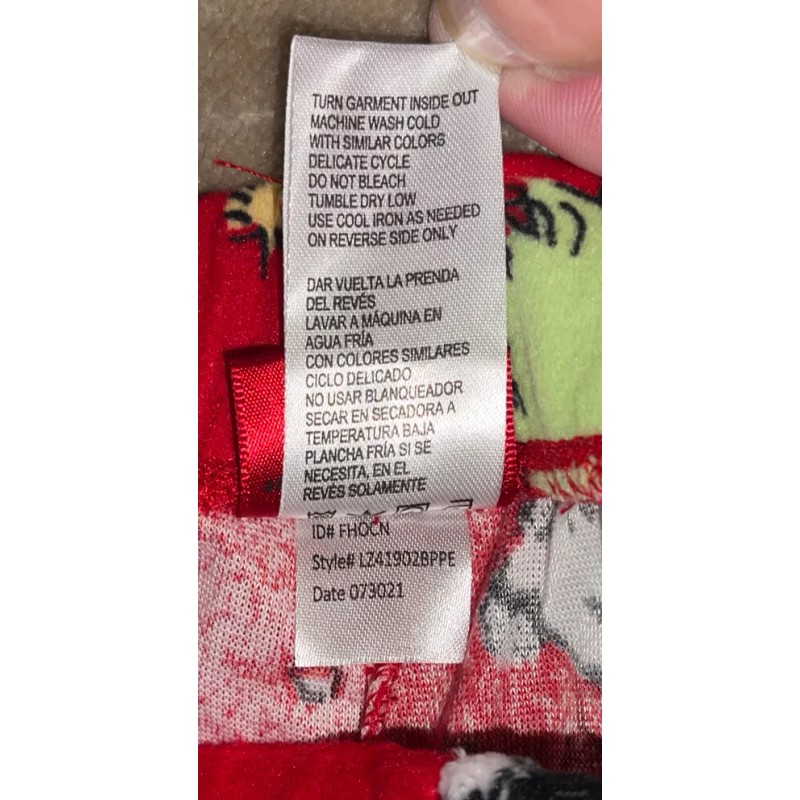 TURN GARMENT INSIDE OUT
MACHINE WASH COLD
WITH SIMILAR COLORS
DELICATE CYCLE
DO NOT BLEACH
TUMBLE DRY LOW
USE COOL IRON AS NEEDED
ON REVERSE SIDE ONLY
DAR VUELTA LA PRENDA
DEL REVÉS
LAVAR A MÁQUINA EN
AGUA FRÍA
CON COLORES SIMILARES
CICLO DELICADO
NO USAR BLANQUEADOR
SECAR EN SECADORA A
TEMPERATURA BAJA
PLANCHA FRÍA SI SE
NECESITA, EN EL
REVÉS SOLAMENTE
ID# FHOCN
Style# LZ41902BPPE
Date 073021